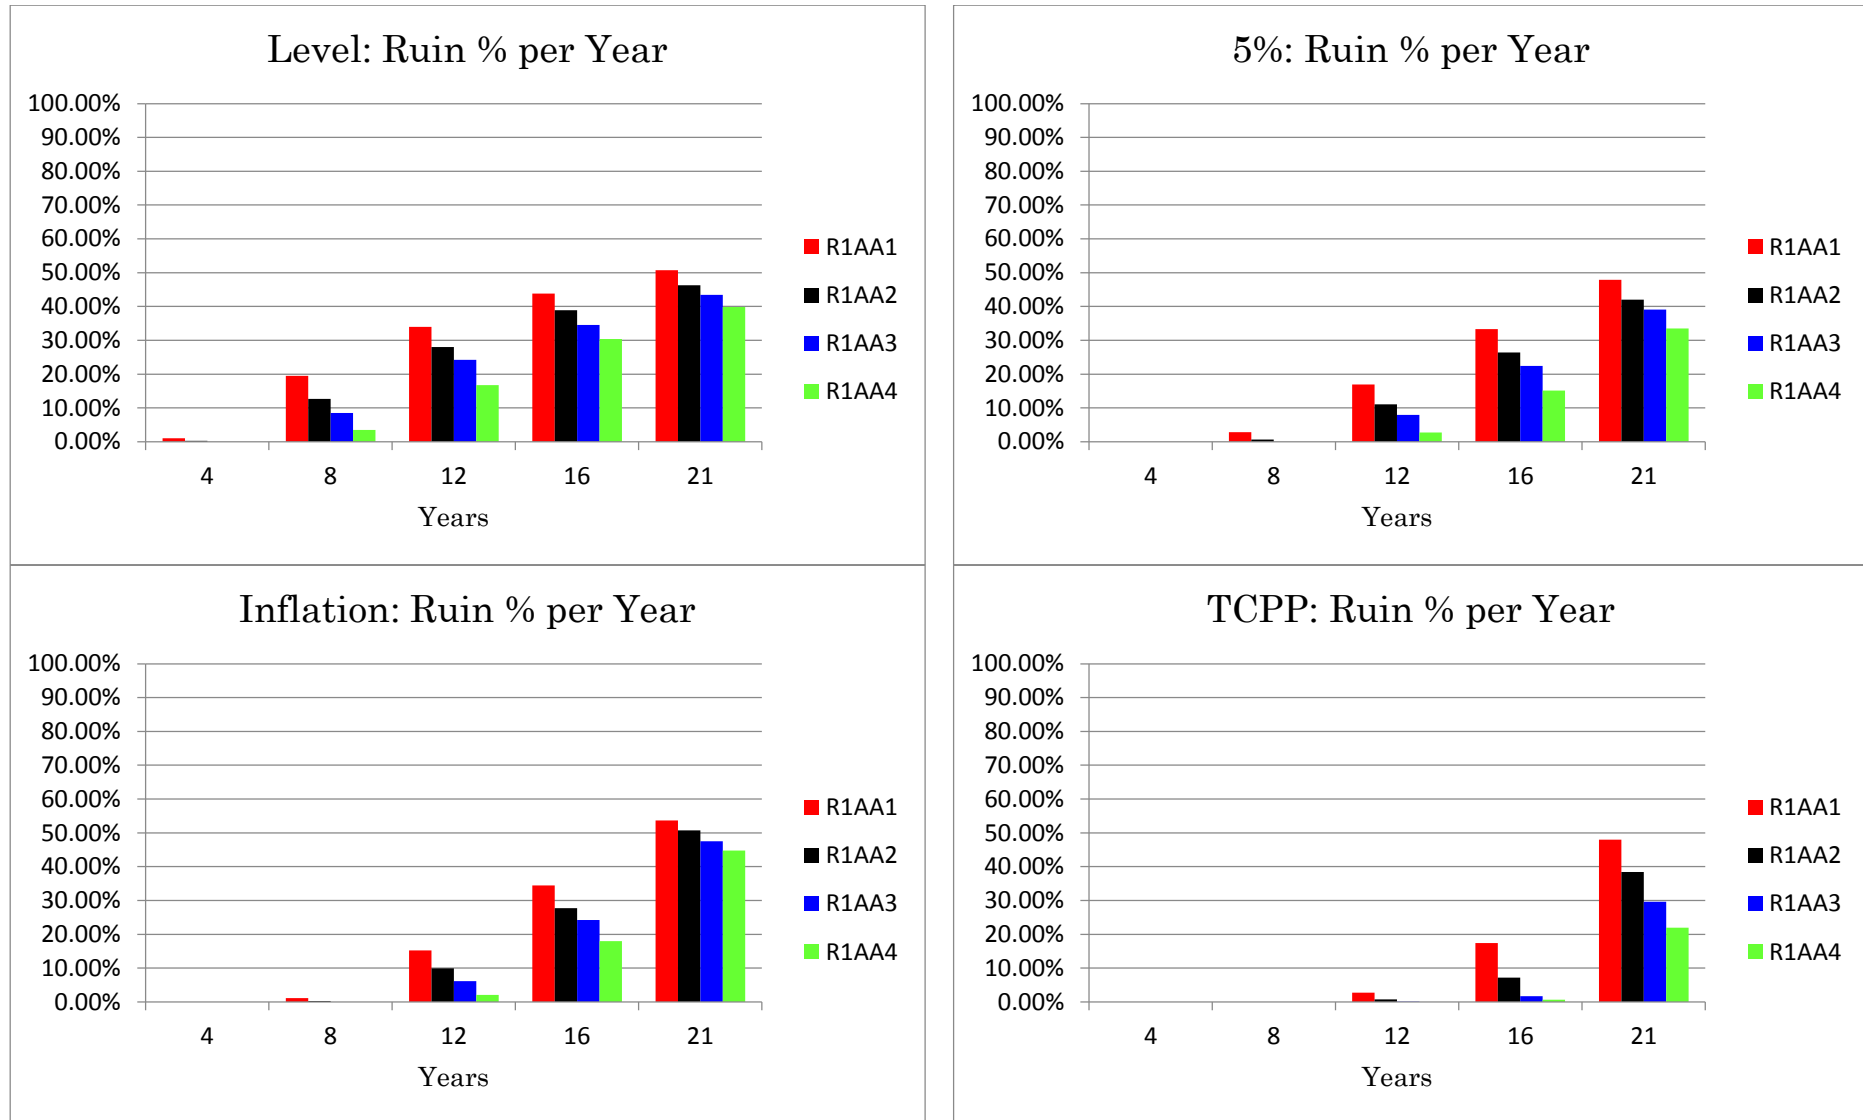 Level: Ruin % per Year
100.00%
90.00%
80.00%
70.00%
60.00%
50.00%
40.00%
30.00%
20.00%
10.00%
0.00%
4 8 12 16 21
Years
R1AA1
R1AA2
R1AA3
R1AA4
5%: Ruin % per Year
100.00%
90.00%
80.00%
70.00%
60.00%
50.00%
40.00%
30.00%
20.00%
10.00%
0.00%
4 8 12 16 21
Years
R1AA1
R1AA2
R1AA3
R1AA4
Inflation: Ruin % per Year
100.00%
90.00%
80.00%
70.00%
60.00%
50.00%
40.00%
30.00%
20.00%
10.00%
0.00%
4 8 12 16 21
Years
R1AA1
R1AA2
R1AA3
R1AA4
TCPP: Ruin % per Year
100.00%
90.00%
80.00%
70.00%
60.00%
50.00%
40.00%
30.00%
20.00%
10.00%
0.00%
4 8 12 16 21
Years
R1AA1
R1AA2
R1AA3
R1AA4